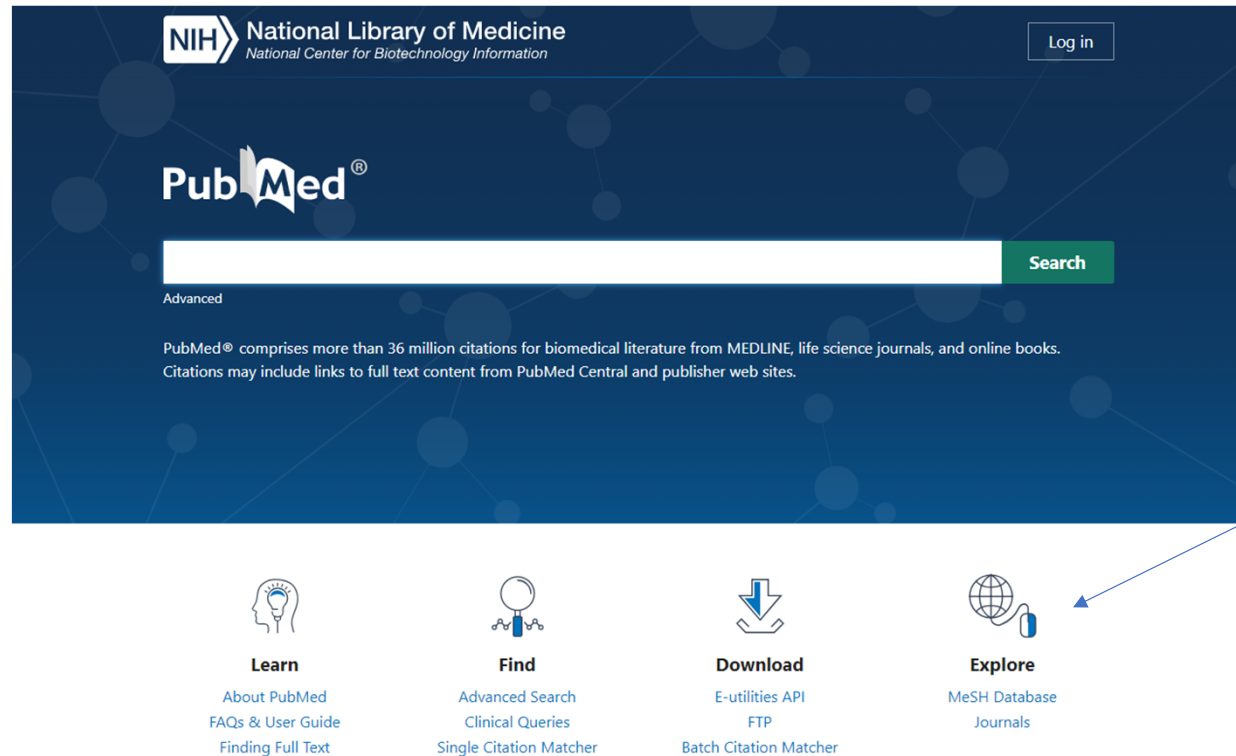 NIH National Library of Medicine
National Center for Biotechnology Information
Log in
PubMed®
Search
Advanced
PubMed® comprises more than 36 million citations for biomedical literature from MEDLINE, life science journals, and online books.
Citations may include links to full text content from PubMed Central and publisher web sites.
Learn
About PubMed
FAQs & User Guide
Finding Full Text
Find
Advanced Search
Clinical Queries
Single Citation Matcher
Download
E-utilities API
FTP
Batch Citation Matcher
Explore
MeSH Database
Journals